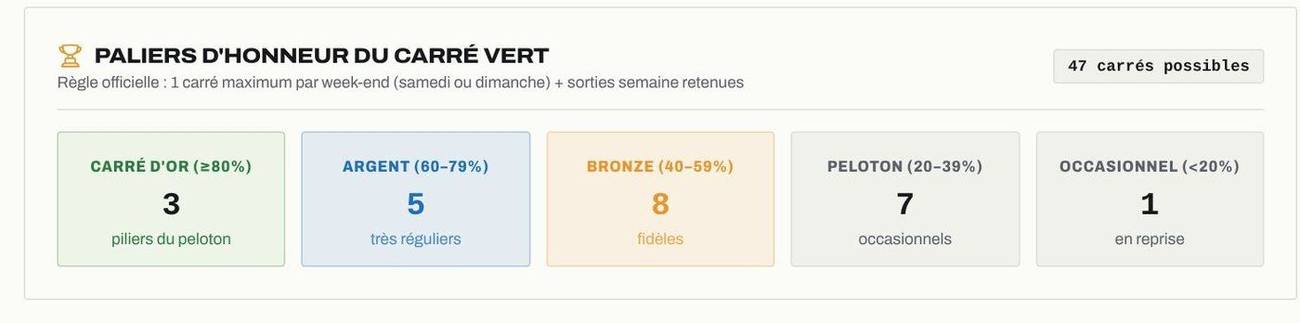 PALIERS D'HONNEUR DU CARRÉ VERT
Règle officielle : 1 carré maximum par week-end (samedi ou dimanche) + sorties semaine retenues
47 carrés possibles
CARRÉ D'OR (≥80%)
3
piliers du peloton
ARGENT (60–79%)
5
très réguliers
BRONZE (40–59%)
8
fidèles
PELOTON (20–39%)
7
occasionnels
OCCASIONNEL (<20%)
1
en reprise